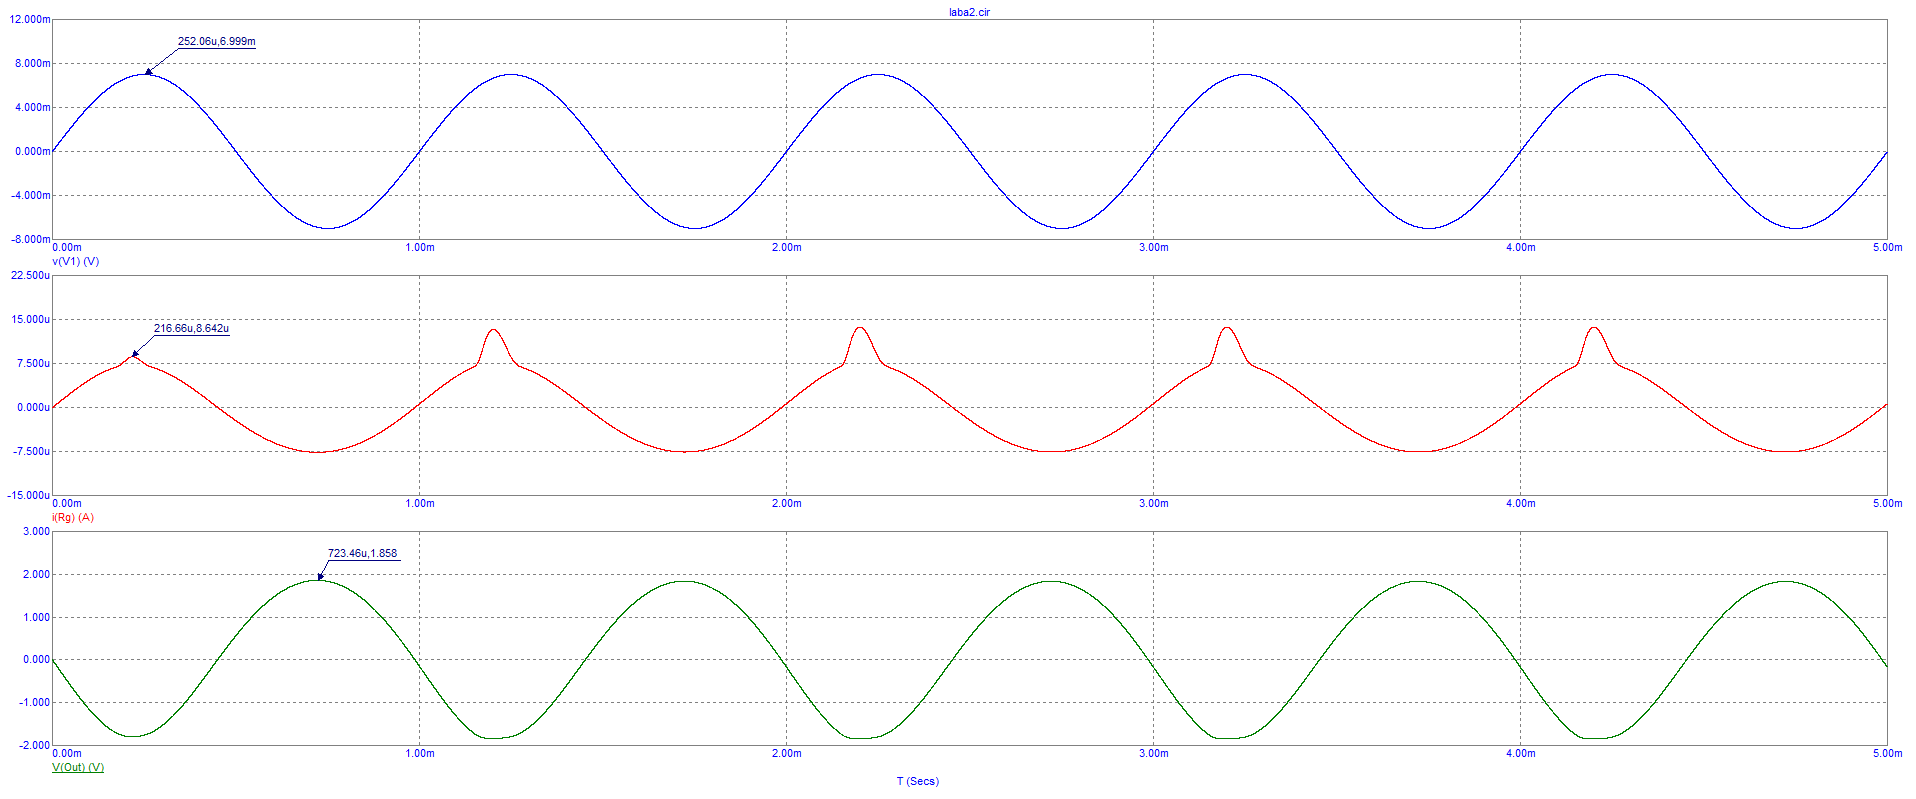 laba2.cir
12.000m
252.06u,6.999m
8.000m
4.000m
0.000m
-4.000m
-8.000m
0.00m 1.00m 2.00m 3.00m 4.00m 5.00m
v(V1) (V)
22.500u
15.000u
216.66u,8.642u
7.500u
0.000u
-7.500u
-15.000u
0.00m 1.00m 2.00m 3.00m 4.00m 5.00m
i(Rg) (A)
3.000
723.46u,1.858
2.000
1.000
0.000
-1.000
-2.000
0.00m 1.00m 2.00m 3.00m 4.00m 5.00m
V(Out) (V)
T (Secs)